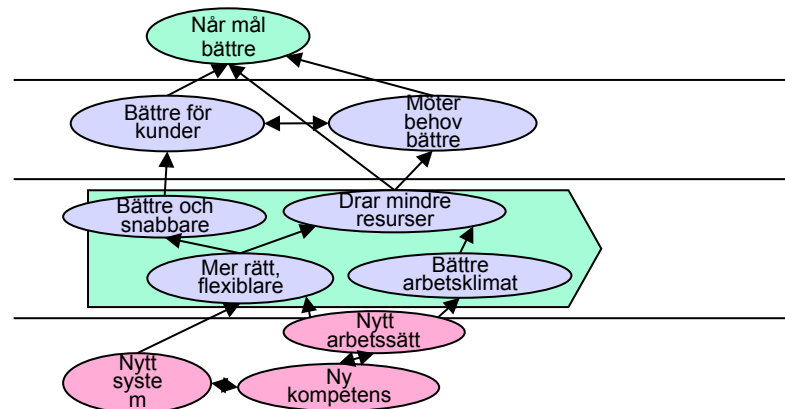 Når mål
bättre
Bättre för
kunder
Möter
behov
bättre
Bättre och
snabbare
Drar mindre
resurser
Mer rätt,
flexiblare
Bättre
arbetsklimat
Nytt
arbetssätt
Nytt
syste
m
Ny
kompetens